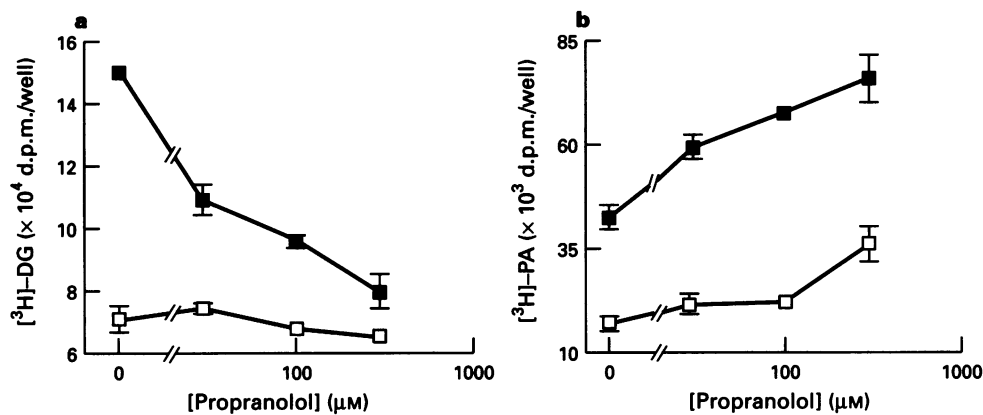 a
[³H]–DG (× 10⁴ d.p.m./well)
16
14
12
10
8
6
0
100
1000
[Propranolol] (μM)
b
[³H]–PA (× 10³ d.p.m./well)
85
60
35
10
0
100
1000
[Propranolol] (μM)